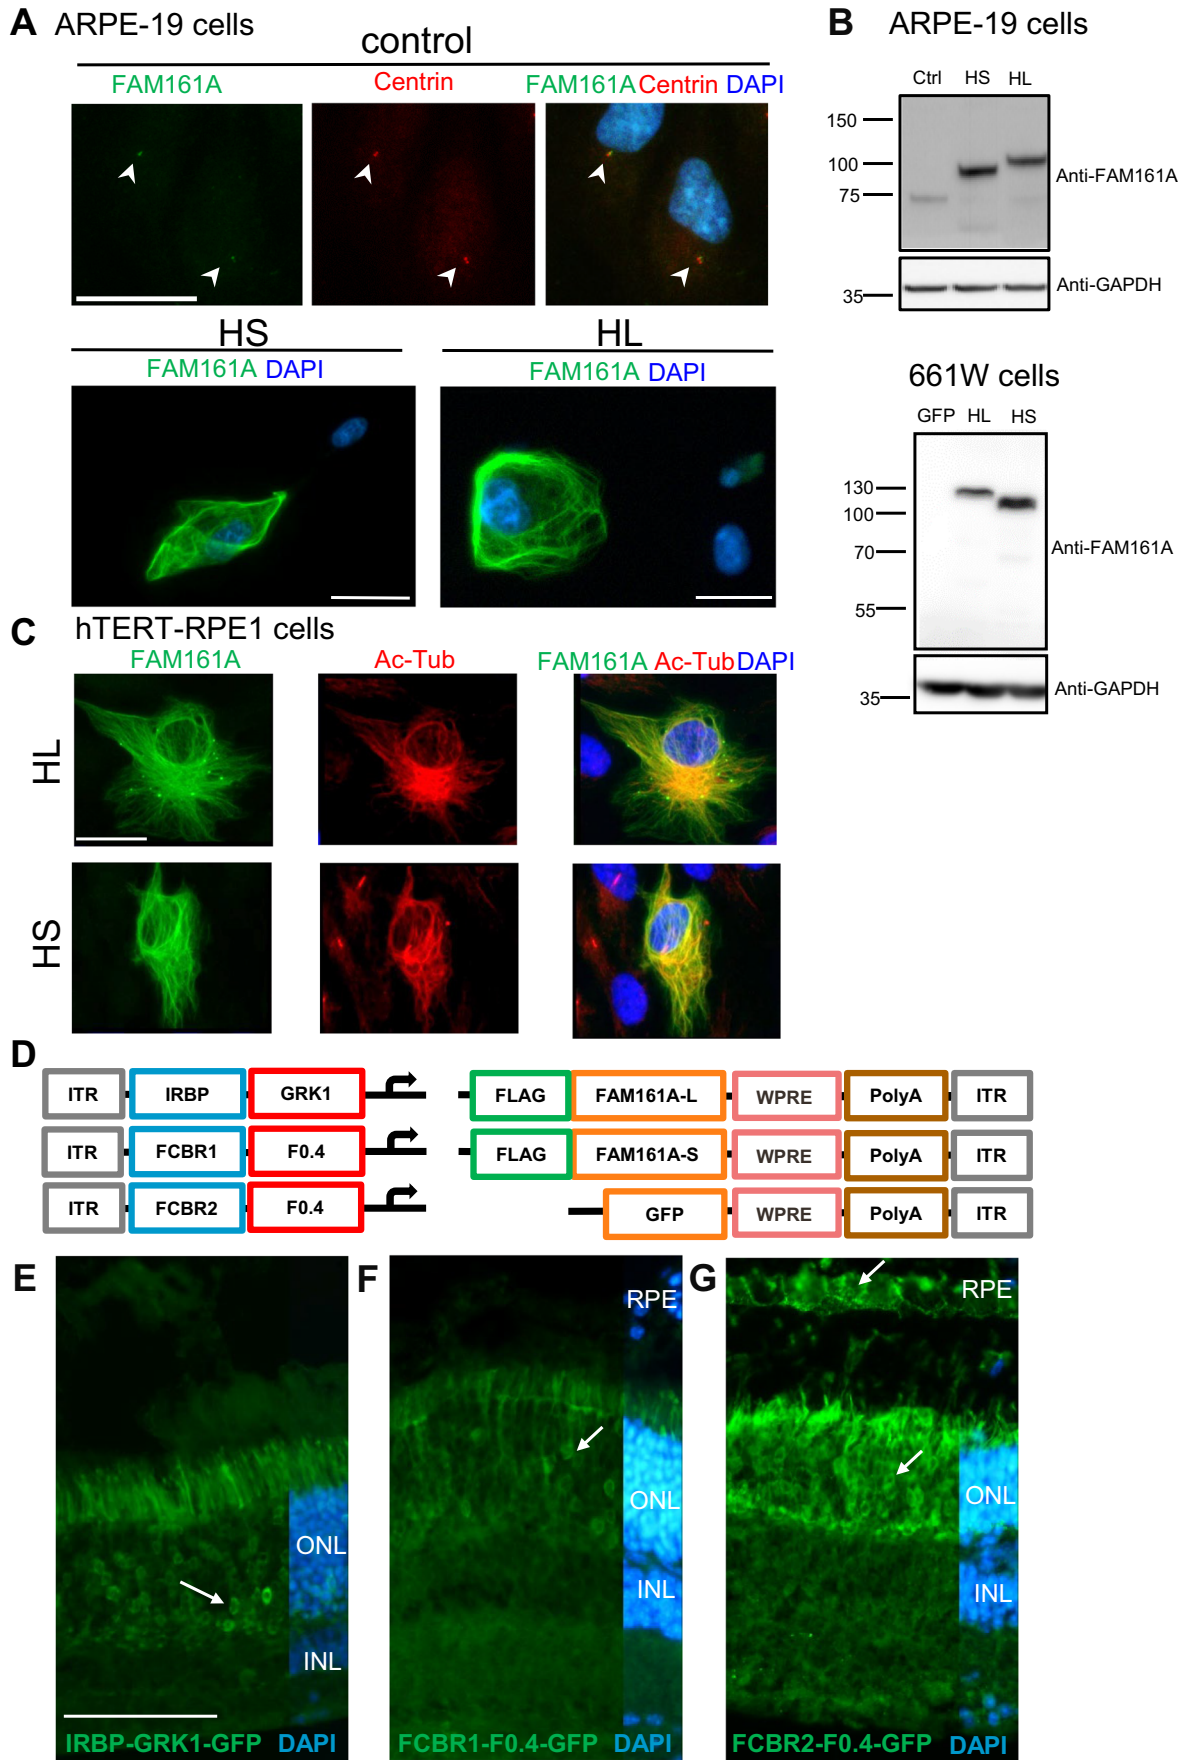 A ARPE-19 cells
control
FAM161A Centrin FAM161A Centrin DAPI
HS HL
FAM161A DAPI FAM161A DAPI
B ARPE-19 cells
Ctrl HS HL
150
100
75
Anti-FAM161A
35
Anti-GAPDH
661W cells
GFP HL HS
130
100
70
55
Anti-FAM161A
35
Anti-GAPDH
C hTERT-RPE1 cells
FAM161A Ac-Tub FAM161A Ac-Tub DAPI
HL
HS
D
ITR IRBP GRK1 FLAG FAM161A-L WPRE PolyA ITR
ITR FCBR1 F0.4 FLAG FAM161A-S WPRE PolyA ITR
ITR FCBR2 F0.4 GFP WPRE PolyA ITR
E
ONL
INL
IRBP-GRK1-GFP DAPI
F
RPE
ONL
INL
FCBR1-F0.4-GFP DAPI
G
RPE
ONL
INL
FCBR2-F0.4-GFP DAPI